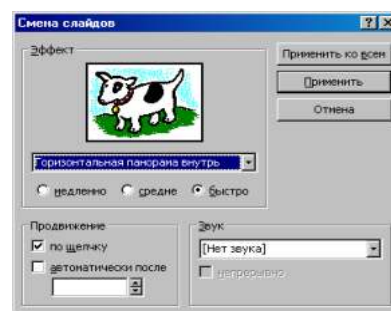 Смена слайдов
Эффект
Применить ко всем
Применить
Отмена
Горизонтальная панорама внутрь
медленно средне быстро
Продвижение
по щелчку
автоматически после
Звук
[Нет звука]
непрерывно